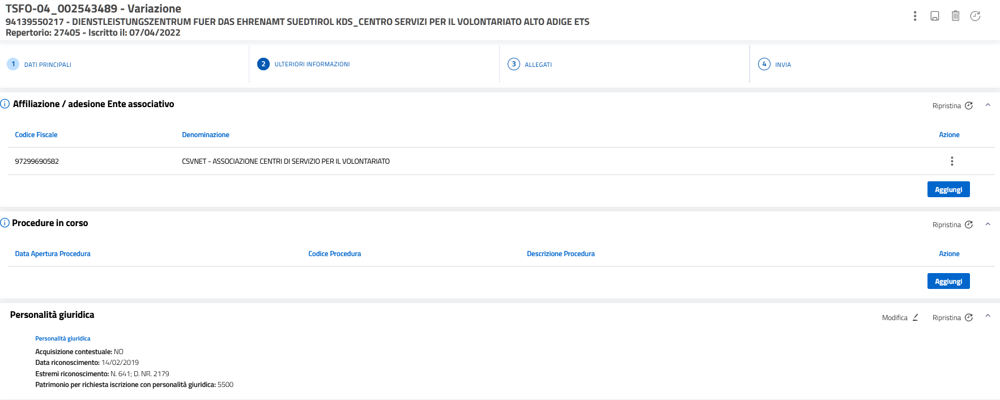 TSFO-04_002543489 - Variazione
94139550217 - DIENSTLEISTUNGSZENTRUM FUER DAS EHRENAMT SUEDTIROL KDS_CENTRO SERVIZI PER IL VOLONTARIATO ALTO ADIGE ETS
Repertorio: 27405 - Iscritto il: 07/04/2022
1 DATI PRINCIPALI
2 ULTERIORI INFORMAZIONI
3 ALLEGATI
4 INVIA
Affiliazione / adesione Ente associativo
Ripristina
Codice Fiscale Denominazione Azione
97299690582 CSVNET - ASSOCIAZIONE CENTRI DI SERVIZIO PER IL VOLONTARIATO
Aggiungi
Procedure in corso
Ripristina
Data Apertura Procedura Codice Procedura Descrizione Procedura Azione
Aggiungi
Personalità giuridica
Modifica Ripristina
Personalità giuridica
Acquisizione contestuale: NO
Data riconoscimento: 14/02/2019
Estremi riconoscimento: N. 641; D. NR. 2179
Patrimonio per richiesta iscrizione con personalità giuridica: 5500